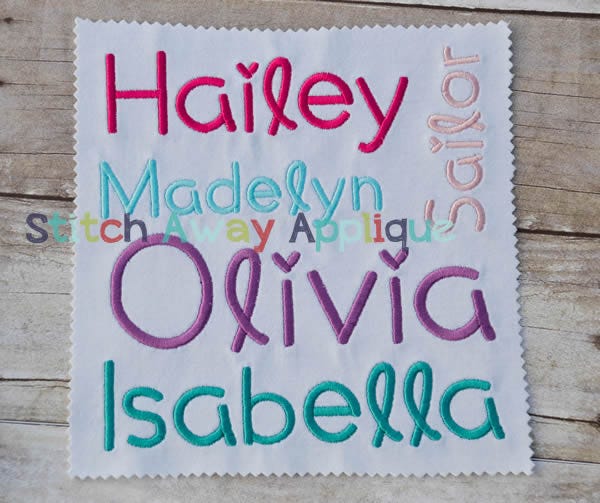 Hailey
Sailor
Madelyn
Stitch Away Applique
Olivia
Isabella